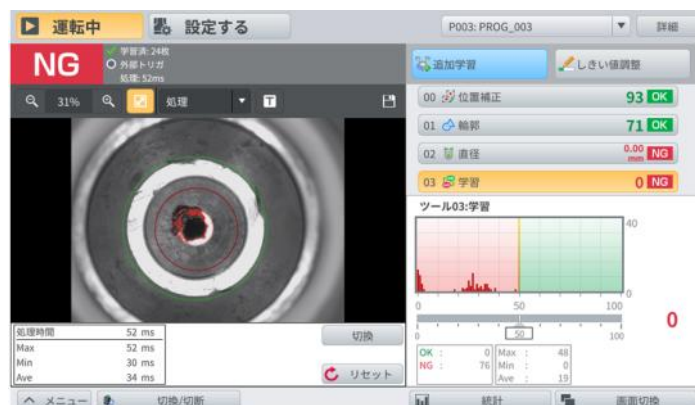 運転中
設定する
P003: PROG_003
詳細
NG
学習済: 24枚
外部トリガ
処理: 52ms
追加学習
しきい値調整
31%
処理
T
00 位置補正 93 OK
01 輪郭 71 OK
02 直径 0.00 mm NG
03 学習 0 NG
ツール03:学習
40
0
0 50 100
0 50 100
0
OK : 0
NG : 76
Max : 48
Min : 0
Ave : 19
処理時間 52 ms
Max 52 ms
Min 30 ms
Ave 34 ms
切換
リセット
メニュー
切換/切断
統計
画面切換